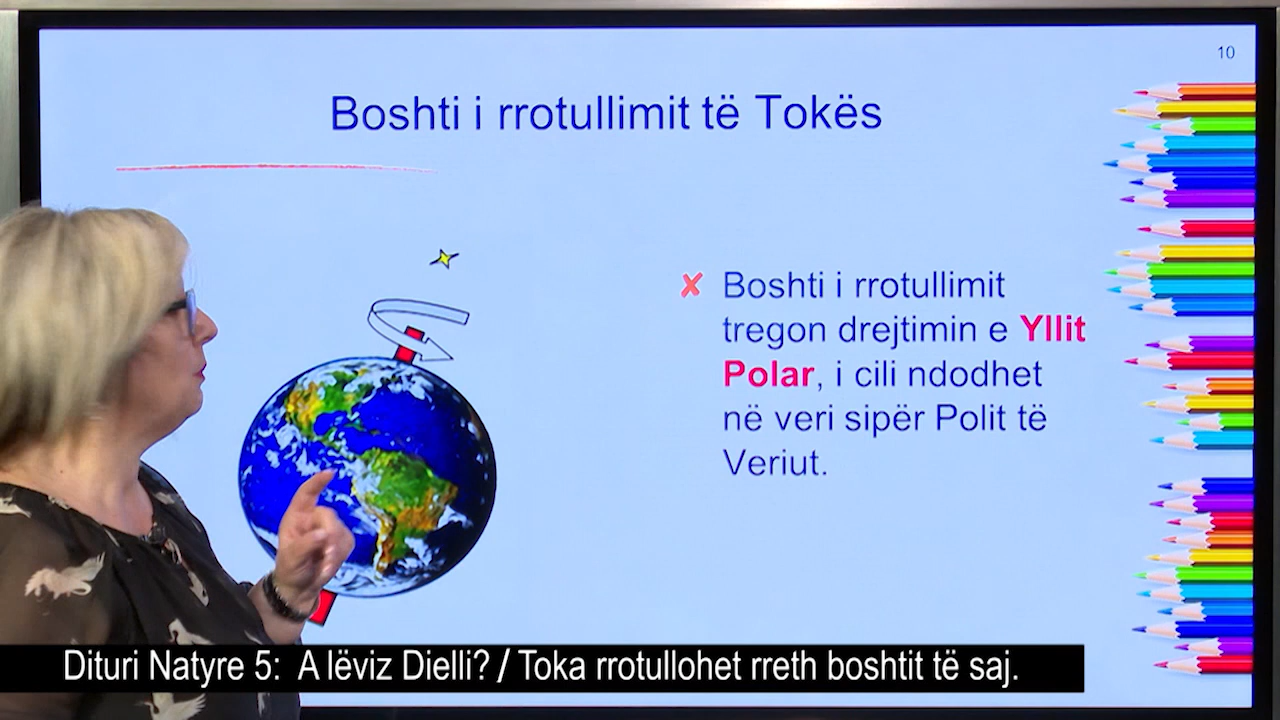 10
Boshti i rrotullimit të Tokës
✘ Boshti i rrotullimit
tregon drejtimin e Yllit
Polar, i cili ndodhet
në veri sipër Polit të
Veriut.
Dituri Natyre 5: A lëviz Dielli? / Toka rrotullohet rreth boshtit të saj.